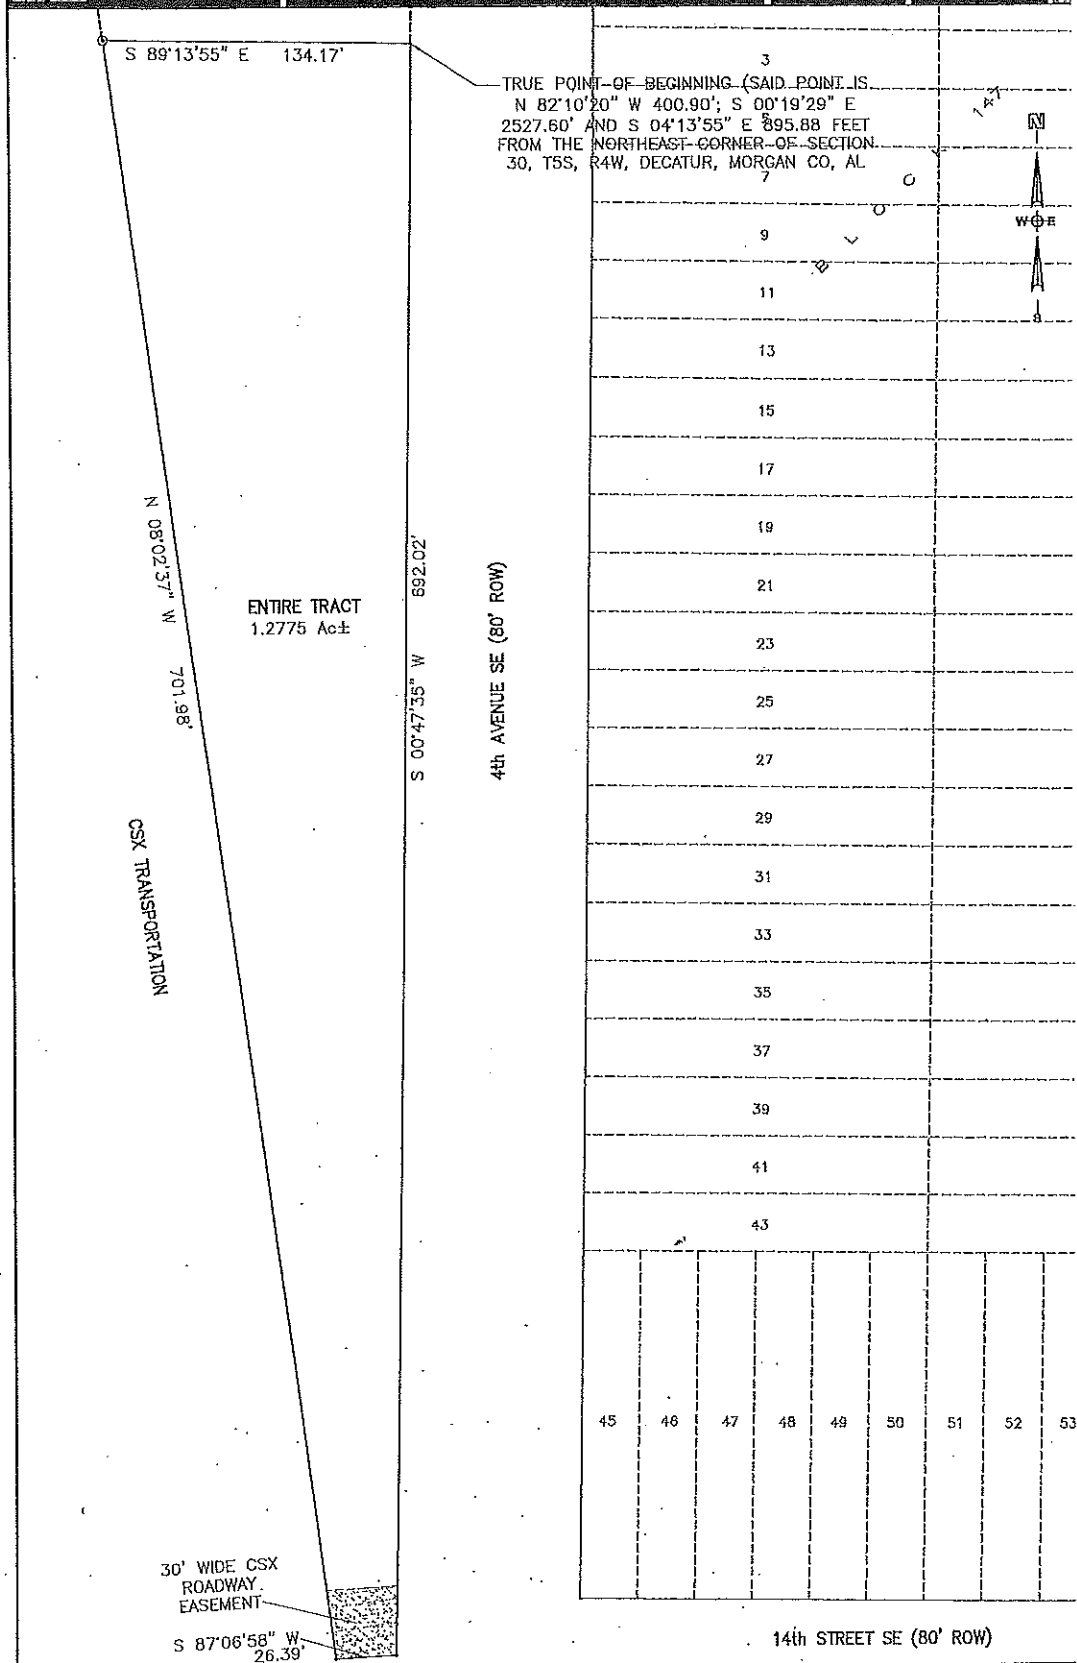 S 89°13'55" E 134.17'
TRUE POINT OF BEGINNING (SAID POINT IS
N 82°10'20" W 400.90'; S 00°19'29" E
2527.60' AND S 04°13'55" E 895.88 FEET
FROM THE NORTHEAST CORNER OF SECTION
30, T5S, R4W, DECATUR, MORGAN CO, AL
3
5
7
9
11
13
15
17
19
21
23
25
27
29
31
33
35
37
39
41
43
BLOCK 147
N
W E
S
N 08°02'37" W 701.98'
ENTIRE TRACT
1.2775 Ac±
S 00°47'35" W 692.02'
4th AVENUE SE (80' ROW)
CSX TRANSPORTATION
45 46 47 48 49 50 51 52 53
30' WIDE CSX
ROADWAY
EASEMENT
S 87°06'58" W
26.39'
14th STREET SE (80' ROW)